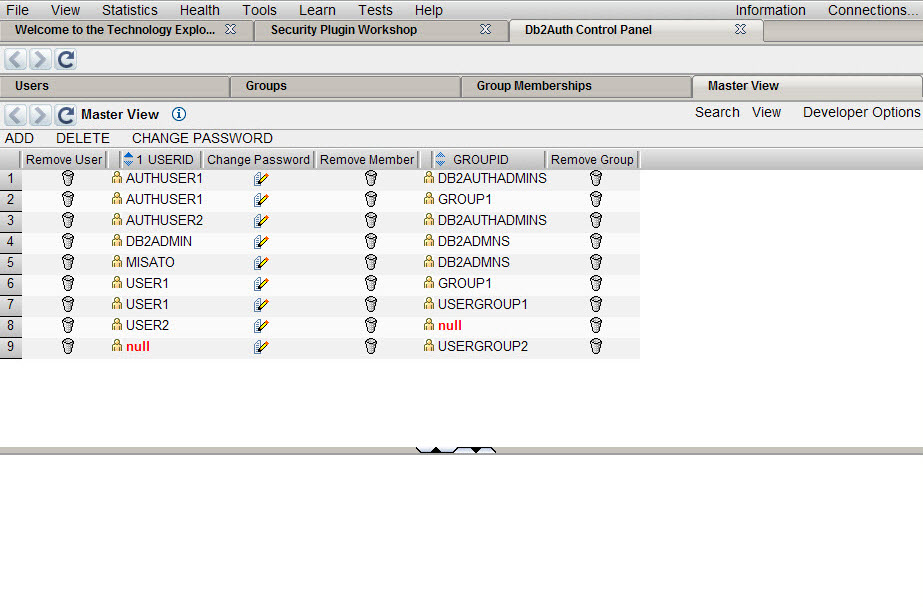 File View Statistics Health Tools Learn Tests Help Information Connections...
Welcome to the Technology Explo... Security Plugin Workshop Db2Auth Control Panel
Users Groups Group Memberships Master View
Master View Search View Developer Options
ADD DELETE CHANGE PASSWORD
Remove User 1 USERID Change Password Remove Member GROUPID Remove Group
1 AUTHUSER1 DB2AUTHADMINS
2 AUTHUSER1 GROUP1
3 AUTHUSER2 DB2AUTHADMINS
4 DB2ADMIN DB2ADMNS
5 MISATO DB2ADMNS
6 USER1 GROUP1
7 USER1 USERGROUP1
8 USER2 null
9 null USERGROUP2